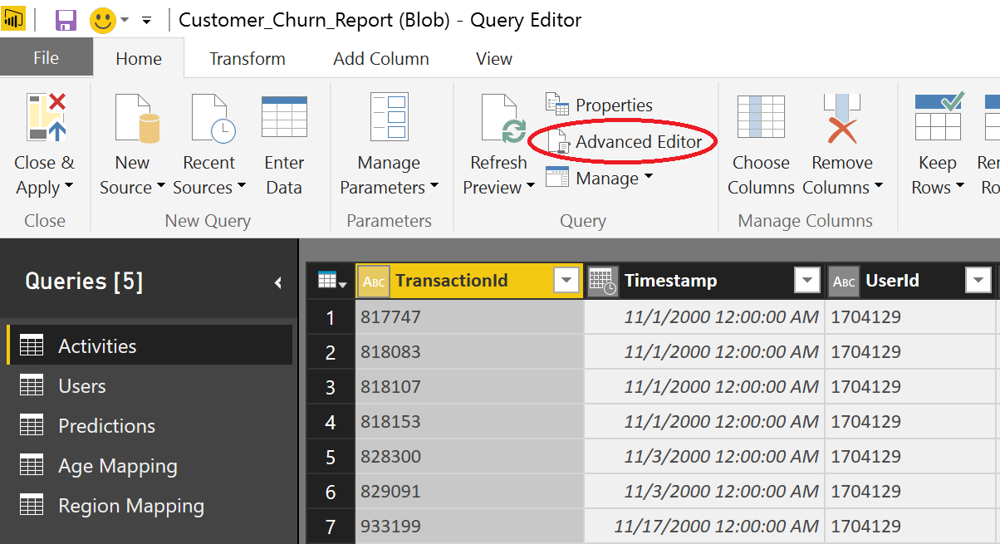 Customer_Churn_Report (Blob) - Query Editor
File Home Transform Add Column View
Close & Apply
New Source
Recent Sources
Enter Data
Manage Parameters
Refresh Preview
Properties
Advanced Editor
Manage
Choose Columns
Remove Columns
Keep Rows
Close
New Query
Parameters
Query
Manage Columns
Queries [5]
Activities
Users
Predictions
Age Mapping
Region Mapping
ABC TransactionId Timestamp ABC UserId
1 817747 11/1/2000 12:00:00 AM 1704129
2 818083 11/1/2000 12:00:00 AM 1704129
3 818107 11/1/2000 12:00:00 AM 1704129
4 818153 11/1/2000 12:00:00 AM 1704129
5 828300 11/3/2000 12:00:00 AM 1704129
6 829091 11/3/2000 12:00:00 AM 1704129
7 933199 11/17/2000 12:00:00 AM 1704129